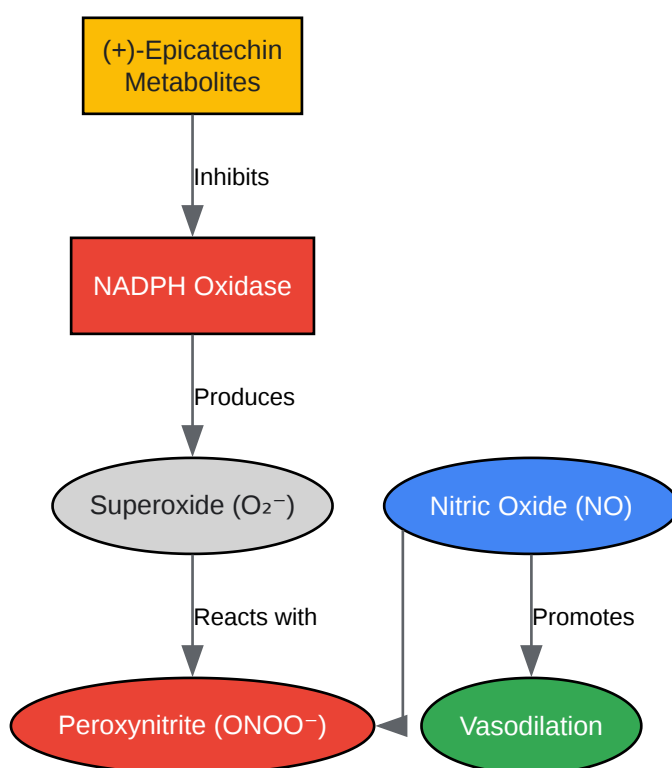 (+)-Epicatechin
Metabolites
Inhibits
NADPH Oxidase
Produces
Superoxide (O₂⁻)
Nitric Oxide (NO)
Reacts with
Promotes
Peroxynitrite (ONOO⁻)
Vasodilation